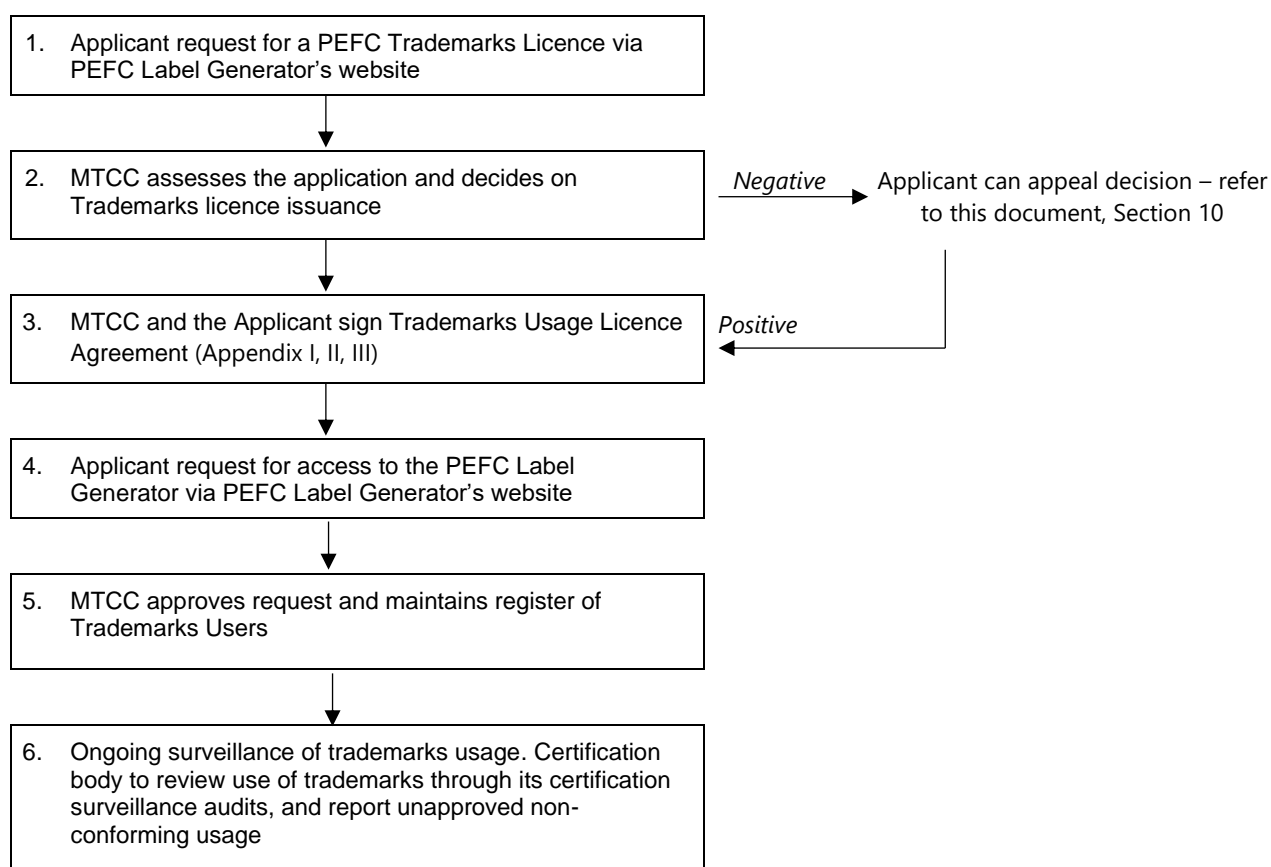 1. Applicant request for a PEFC Trademarks Licence via
PEFC Label Generator's website
2. MTCC assesses the application and decides on
Trademarks licence issuance
Negative
Applicant can appeal decision – refer
to this document, Section 10
3. MTCC and the Applicant sign Trademarks Usage Licence
Agreement (Appendix I, II, III)
Positive
4. Applicant request for access to the PEFC Label
Generator via PEFC Label Generator's website
5. MTCC approves request and maintains register of
Trademarks Users
6. Ongoing surveillance of trademarks usage. Certification
body to review use of trademarks through its certification
surveillance audits, and report unapproved non-
conforming usage